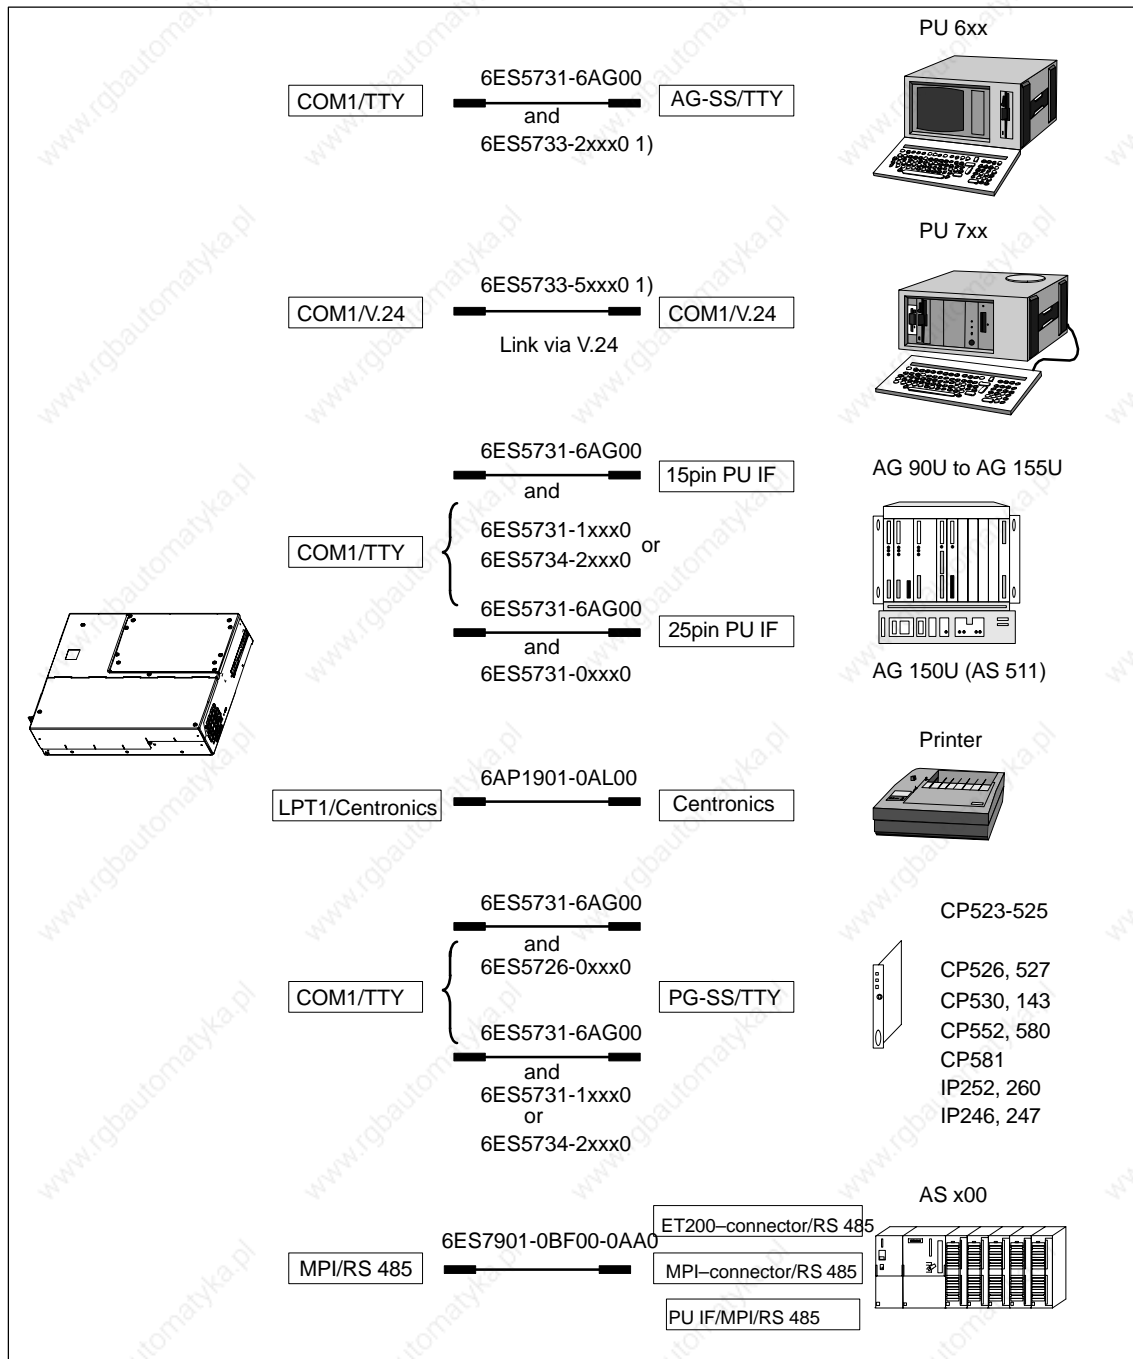 PU 6xx
6ES5731-6AG00
COM1/TTY
AG-SS/TTY
and
6ES5733-2xxx0 1)
PU 7xx
6ES5733-5xxx0 1)
COM1/V.24
COM1/V.24
Link via V.24
6ES5731-6AG00
15pin PU IF
AG 90U to AG 155U
and
6ES5731-1xxx0
or
COM1/TTY
6ES5734-2xxx0
6ES5731-6AG00
25pin PU IF
and
6ES5731-0xxx0
AG 150U (AS 511)
Printer
6AP1901-0AL00
LPT1/Centronics
Centronics
6ES5731-6AG00
CP523-525
and
6ES5726-0xxx0
CP526, 527
COM1/TTY
PG-SS/TTY
CP530, 143
6ES5731-6AG00
CP552, 580
CP581
and
6ES5731-1xxx0
IP252, 260
or
IP246, 247
6ES5734-2xxx0
AS x00
ET200–connector/RS 485
6ES7901-0BF00-0AA0
MPI/RS 485
MPI–connector/RS 485
PU IF/MPI/RS 485
www.rgbautomatyka.pl